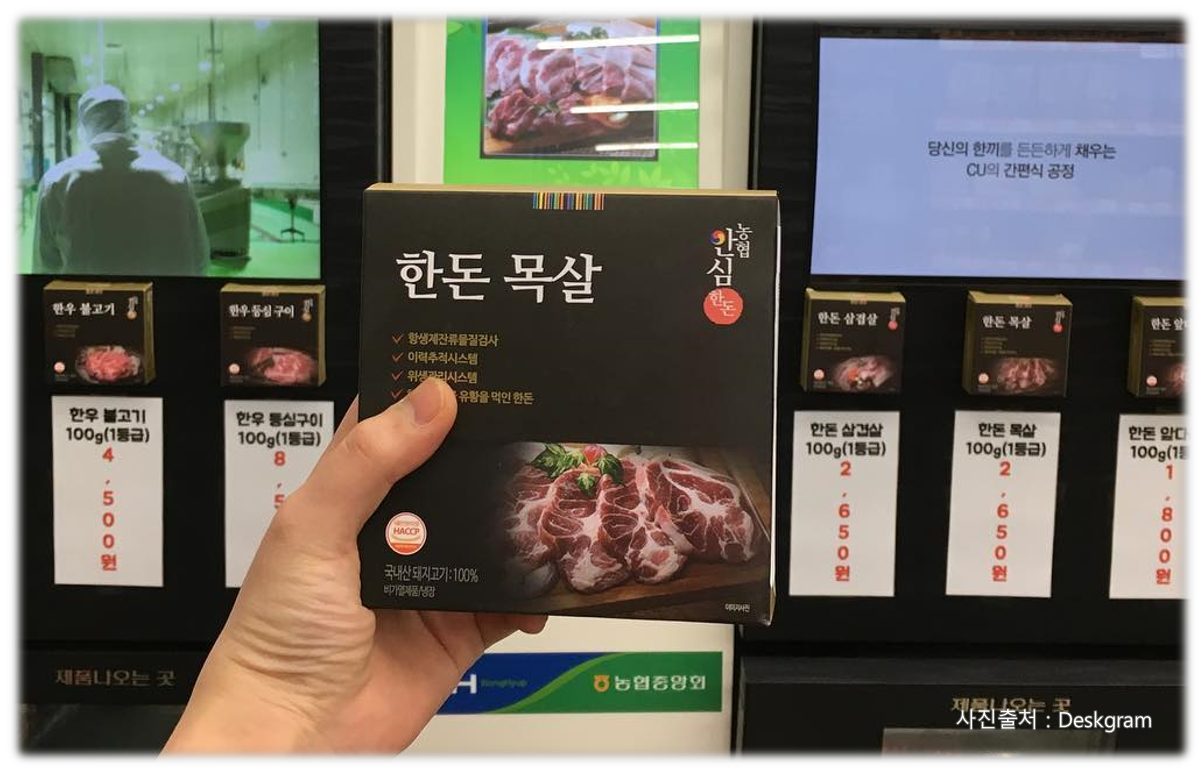 당신의 한끼를 든든하게 채우는
CU의 간편식 공정
한돈 목살
농협
안심
한돈
항생제잔류물질검사
이력추적시스템
위생관리시스템
유황을 먹인 한돈
HACCP
국내산 돼지고기:100%
비가열제품/냉장
이미지사진
한우 불고기
한우 등심 구이
한돈 삼겹살
한돈 목살
한돈
한우 불고기
100g(1등급)
4,500원
한우 등심구이
100g(1등급)
8
한돈 삼겹살
100g(1등급)
2,650원
한돈 목살
100g(1등급)
2,650원
한돈 앞다
100g(1등급)
1,800원
농협중앙회
제품나오는 곳
제품나오는 곳
사진출처 : Deskgram